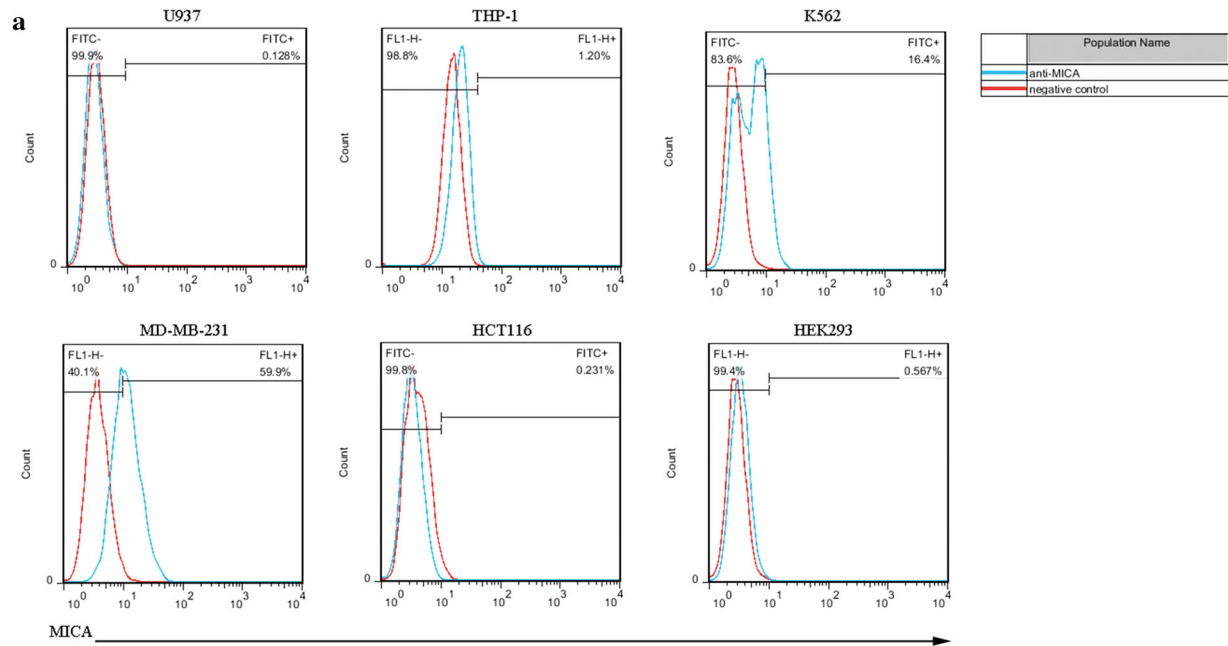 a
U937
THP-1
K562
FITC-
99.9%
FITC+
0.128%
FL1-H-
98.8%
FL1-H+
1.20%
FITC-
83.6%
FITC+
16.4%
Population Name
anti-MICA
negative control
Count
Count
Count
0
0
0
10^0 10^1 10^2 10^3 10^4
10^0 10^1 10^2 10^3 10^4
10^0 10^1 10^2 10^3 10^4
MD-MB-231
HCT116
HEK293
FL1-H-
40.1%
FL1-H+
59.9%
FITC-
99.8%
FITC+
0.231%
FL1-H-
99.4%
FL1-H+
0.567%
Count
Count
Count
0
0
0
10^0 10^1 10^2 10^3 10^4
10^0 10^1 10^2 10^3 10^4
10^0 10^1 10^2 10^3 10^4
MICA